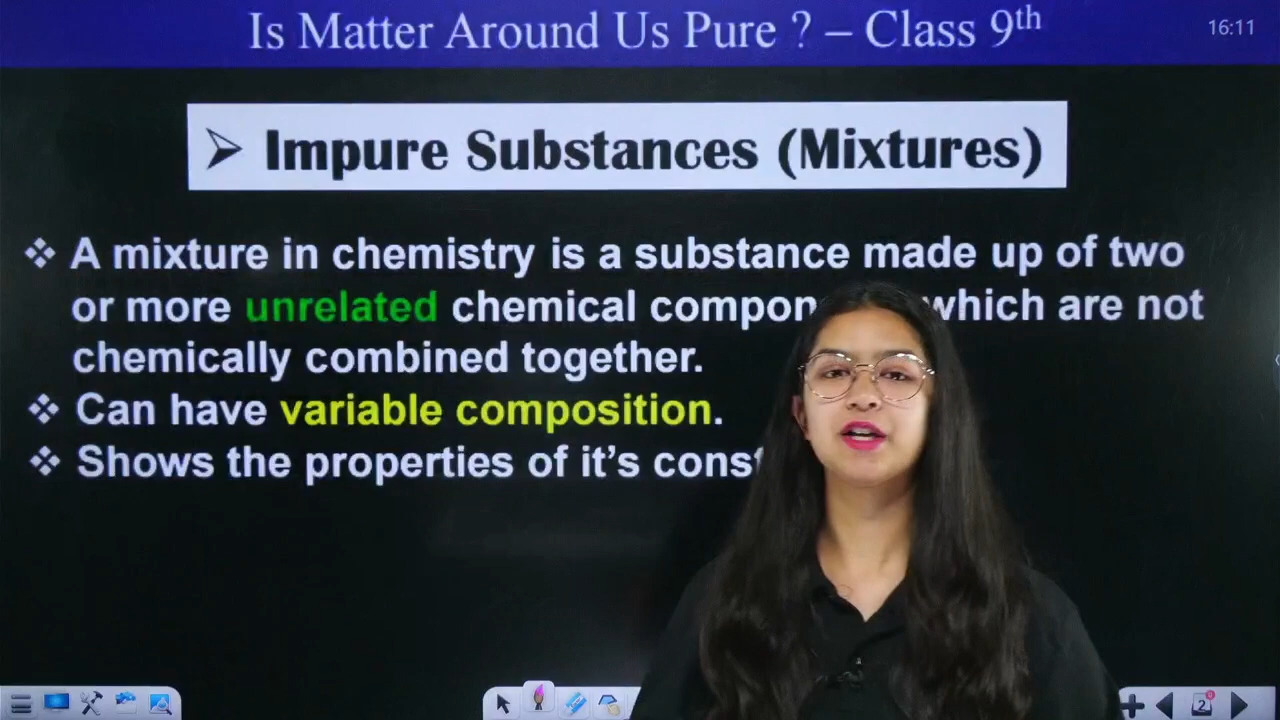 Is Matter Around Us Pure ? – Class 9th
16:11
➢ Impure Substances (Mixtures)
❖ A mixture in chemistry is a substance made up of two
or more unrelated chemical which are not
chemically combined together.
❖ Can have variable composition.
❖ Shows the properties of it’s
2